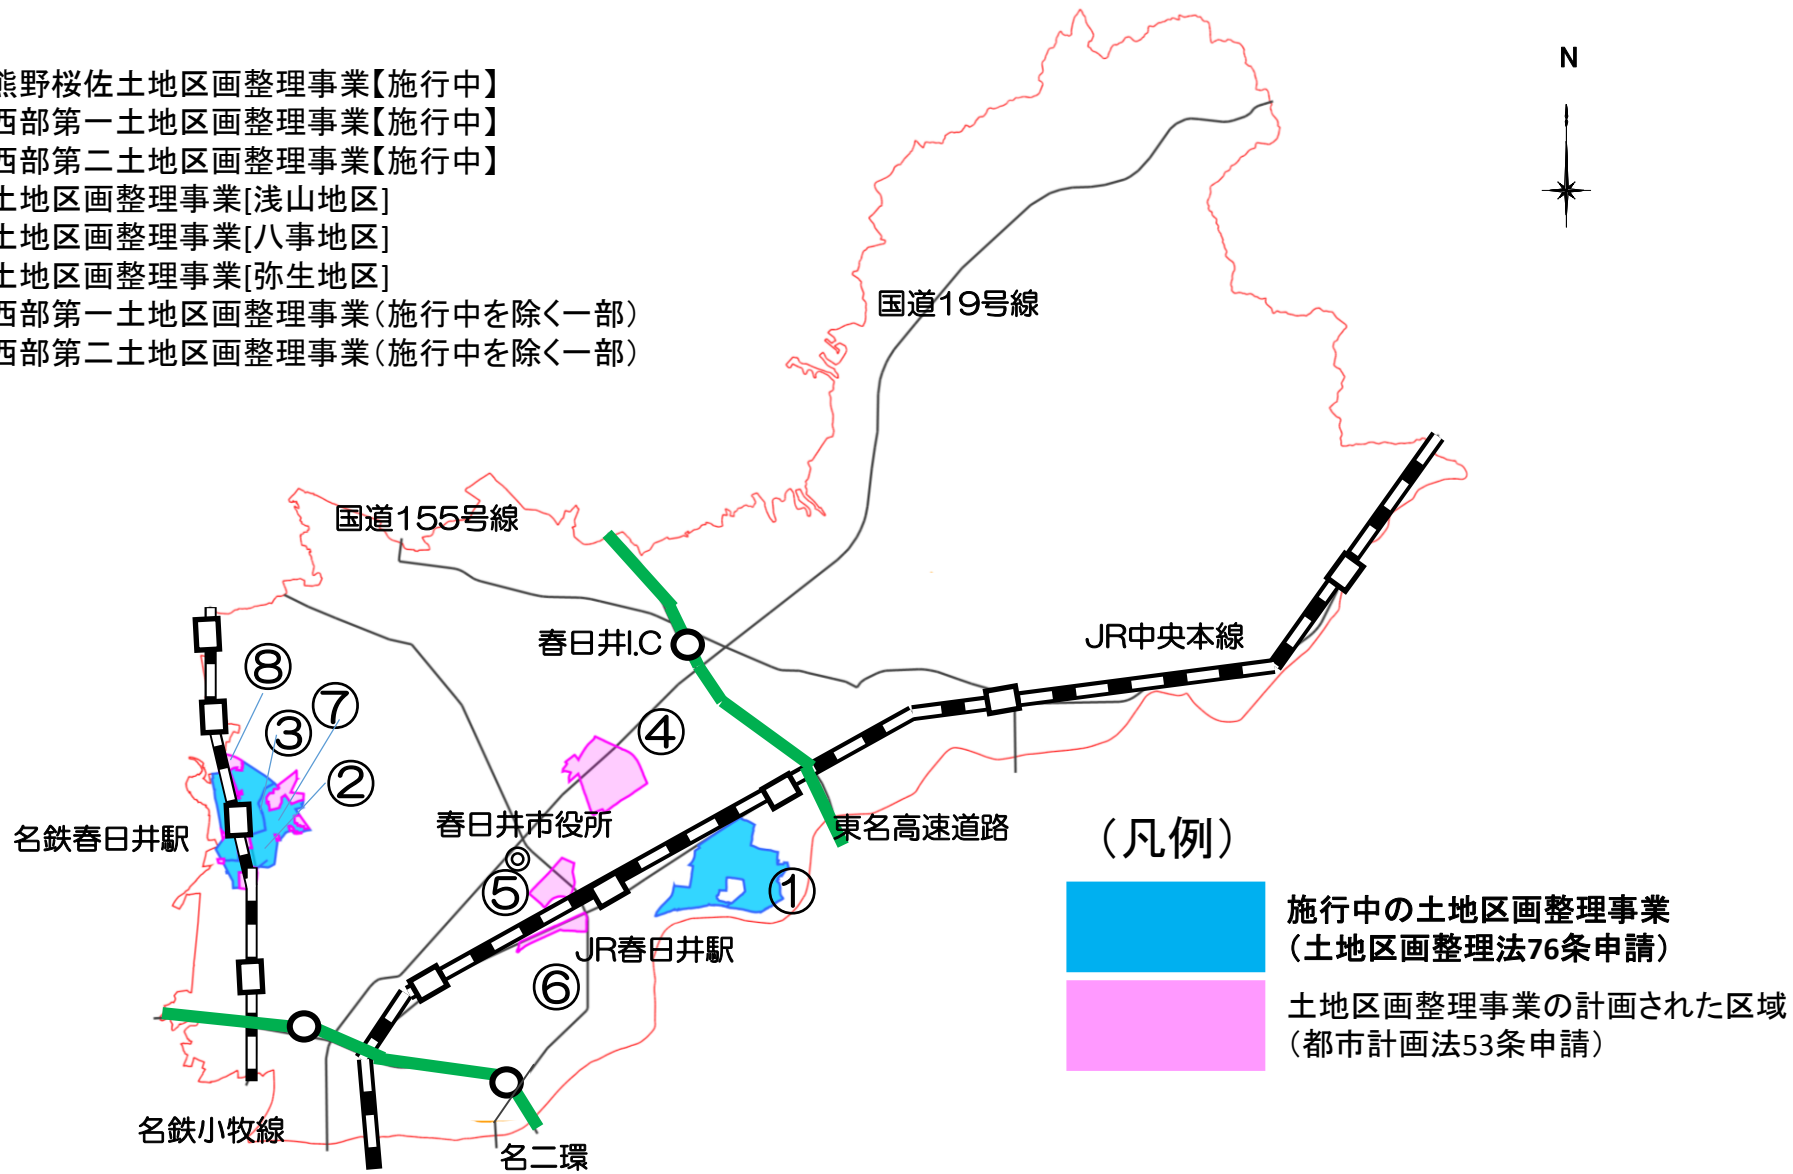 熊野桜佐土地区画整理事業【施行中】
西部第一土地区画整理事業【施行中】
西部第二土地区画整理事業【施行中】
土地区画整理事業[浅山地区]
土地区画整理事業[八事地区]
土地区画整理事業[弥生地区]
西部第一土地区画整理事業（施行中を除く一部）
西部第二土地区画整理事業（施行中を除く一部）
N
国道19号線
国道155号線
春日井I.C
JR中央本線
⑧
⑦
③
②
④
名鉄春日井駅
春日井市役所
◎
⑤
①
東名高速道路
JR春日井駅
⑥
名鉄小牧線
名二環
（凡例）
施行中の土地区画整理事業
（土地区画整理法76条申請）
土地区画整理事業の計画された区域
（都市計画法53条申請）